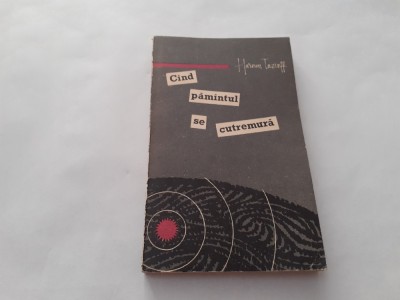 Haroun Tazieff
Cînd
pămîntul
se
cutremură